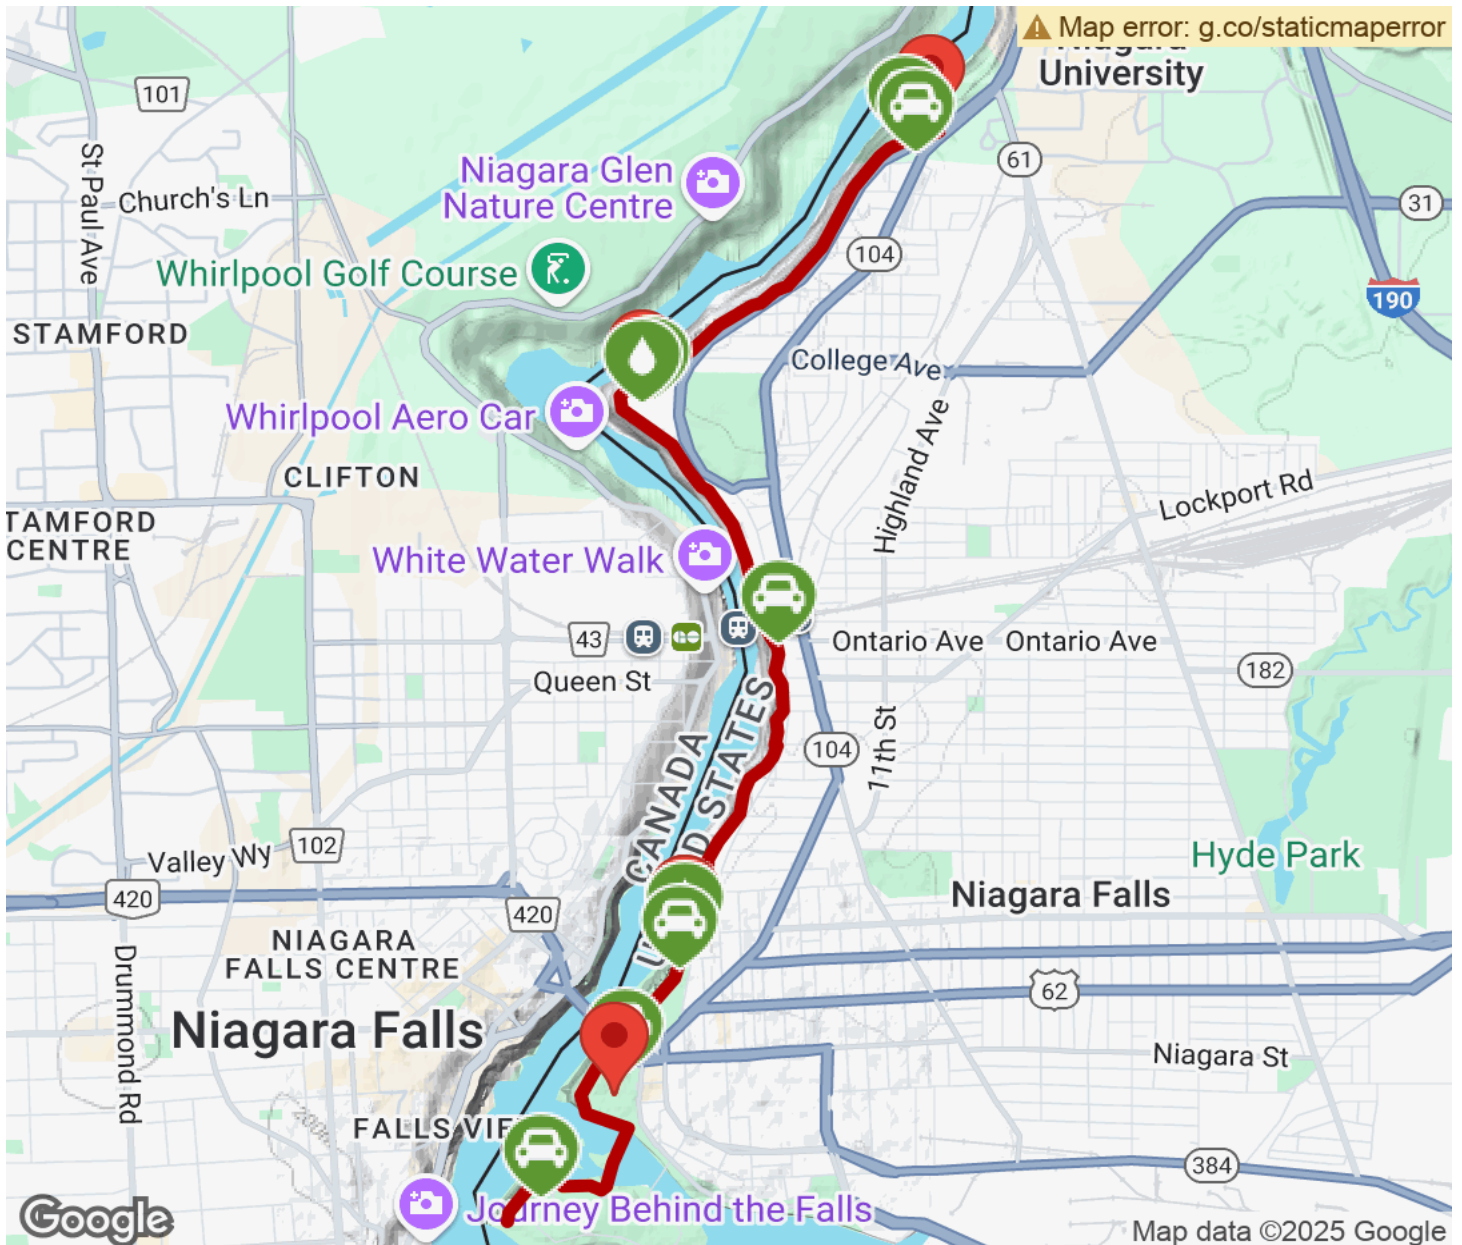 Map error: g.co/staticmaperror
University
101
61
St Paul Ave
Church's Ln
Niagara Glen
Nature Centre
31
104
Whirlpool Golf Course
190
STAMFORD
College Ave
Whirlpool Aero Car
Highland Ave
CLIFTON
Lockport Rd
TAMFORD
CENTRE
White Water Walk
43
Ontario Ave
Ontario Ave
182
Queen St
CANADA
D STATES
11th St
104
102
Valley Wy
Hyde Park
420
420
Niagara Falls
NIAGARA
FALLS CENTRE
Drummond Rd
62
Niagara Falls
Niagara St
FALLS VI
384
Journey Behind the Falls
Google
Map data ©2025 Google